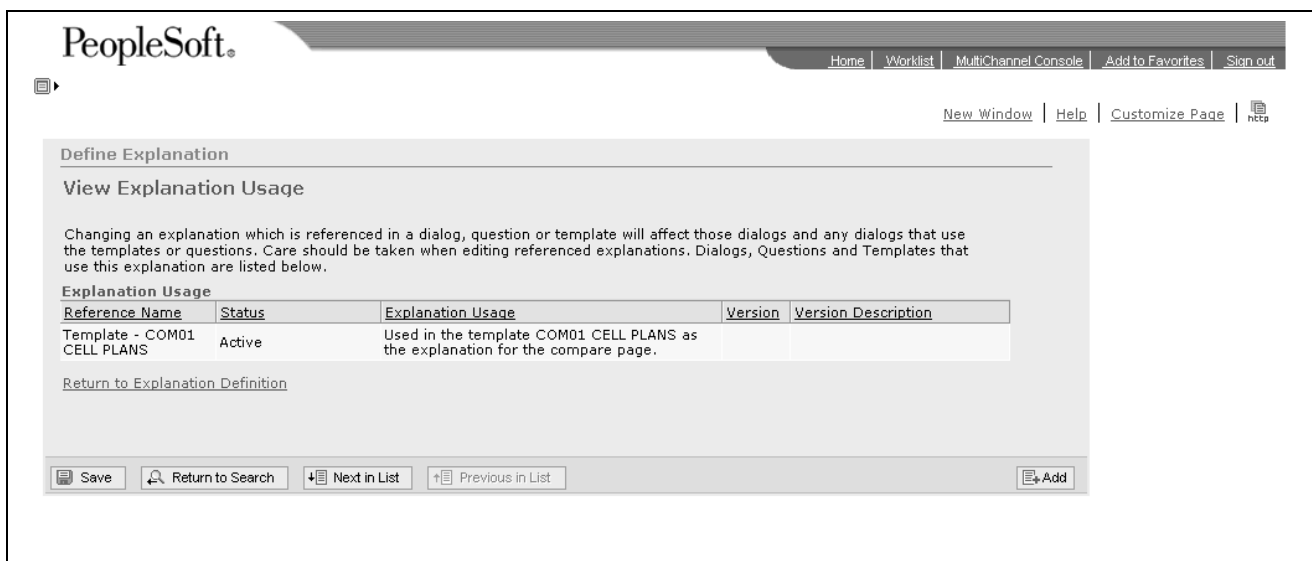 PeopleSoft.
Home | Worklist | MultiChannel Console | Add to Favorites | Sign out
New Window | Help | Customize Page | http
Define Explanation
View Explanation Usage
Changing an explanation which is referenced in a dialog, question or template will affect those dialogs and any dialogs that use
the templates or questions. Care should be taken when editing referenced explanations. Dialogs, Questions and Templates that
use this explanation are listed below.
Explanation Usage
Reference Name Status Explanation Usage Version Version Description
Template - COM01 CELL PLANS Active Used in the template COM01 CELL PLANS as the explanation for the compare page.
Return to Explanation Definition
Save Return to Search Next in List Previous in List Add